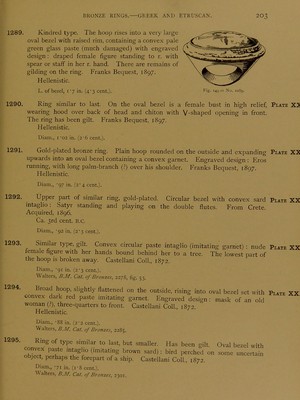 BRONZE RINGS.—GREEK AND ETRUSCAN. 203
1289. Kindred type. The hoop rises into a very large
oval bezel with raised rim, containing a convex pale
green glass paste (much damaged) with engraved
design: draped female figure standing to r. with
spear or staff in her r. hand. There are remains of
gilding on the ring. Franks Bequest, 1897.
Hellenistic.
L. of bezel, 1·7 in. (4·3 cent.).
1290. Ring similar to last. On the oval bezel is a female bust in high relief,
wearing hood over back of head and chiton with V-shaped opening in front.
The ring has been gilt. Franks Bequest, 1897.
Hellenistic.
Diam., 1·02 in. (2·6 cent.).
PLATE XX
1291. Gold-plated bronze ring. Plain hoop rounded on the outside and expanding
upwards into an oval bezel containing a convex garnet. Engraved design: Eros
running, with long palm-branch (?) over his shoulder. Franks Bequest, 1897.
Hellenistic.
Diam., ·97 in. (2·4 cent.).
PLATE XX
1292. Upper part of similar ring, gold-plated. Circular bezel with convex sard
intaglio: Satyr standing and playing on the double flutes. From Crete.
Acquired, 1896.
Ca. 3rd cent. B.C.
Diam., ·92 in. (2·3 cent.).
PLATE XX
1293. Similar type, gilt. Convex circular paste intaglio (imitating garnet): nude
female figure with her hands bound behind her to a tree. The lowest part of
the hoop is broken away. Castellani Coll., 1872.
Diam., ·91 in. (2·3 cent.).
Walters, B.M. Cat. of Bronzes, 2278, fig. 53.
PLATE XX
1294. Broad hoop, slightly flattened on the outside, rising into oval bezel set with
convex dark red paste imitating garnet. Engraved design: mask of an old
woman (?), three-quarters to front. Castellani Coll., 1872.
Hellenistic.
Diam., ·88 in. (2·2 cent.).
Walters, B.M. Cat. of Bronzes, 2285.
PLATE XX
1295. Ring of type similar to last, but smaller. Has been gilt. Oval bezel with
convex paste intaglio (imitating brown sard): bird perched on some uncertain
object, perhaps the forepart of a ship. Castellani Coll., 1872.
Diam., ·71 in. (1·8 cent.).
Walters, B.M. Cat. of Bronzes,